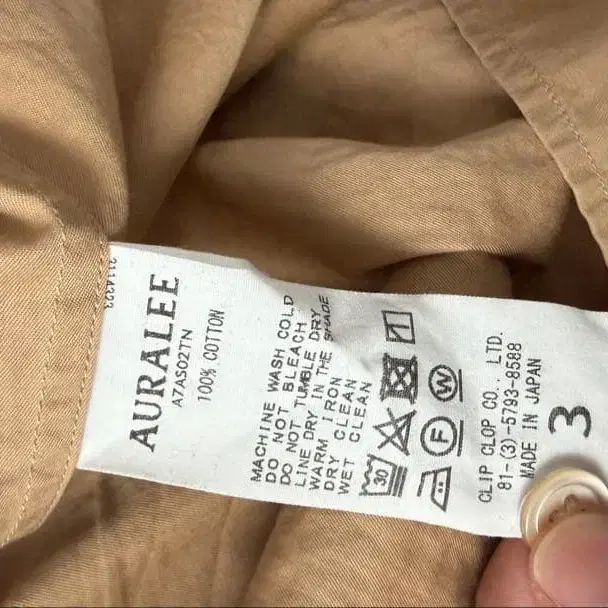 AURALEE
A7AS02TN
100% COTTON
MACHINE WASH COLD
DO NOT BLEACH
DO NOT TUMBLE DRY
LINE DRY IN THE SHADE
WARM IRON
DRY CLEAN
WET CLEAN
30
F W
CLIP CLOP CO., LTD.
81-(3)-5793-8588
MADE IN JAPAN
3